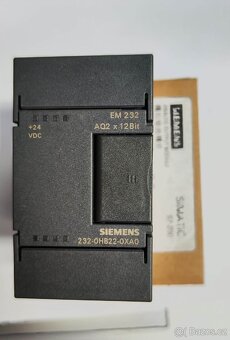 EM 232
AQ2 x 12Bit
+24
VDC
SIEMENS
232-0HB22-0XA0
SIEMENS
SIMATIC